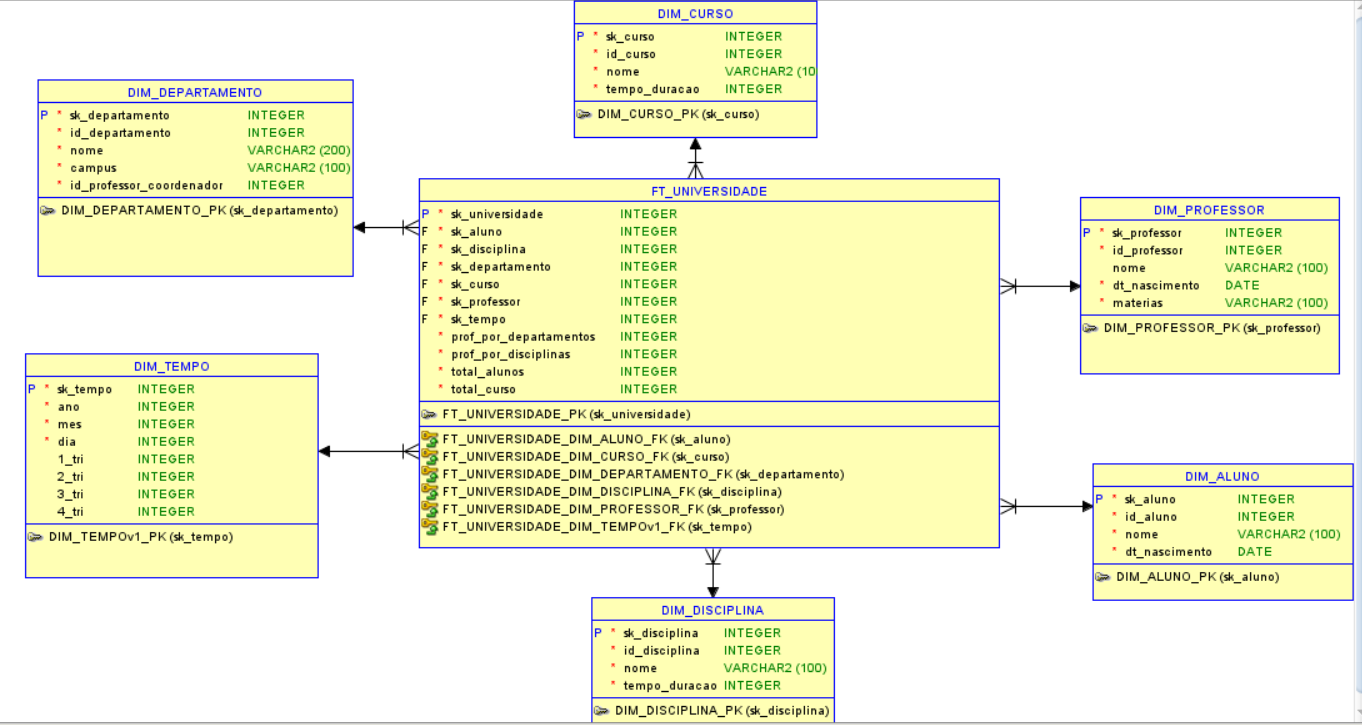 DIM_CURSO
P * sk_curso INTEGER
* id_curso INTEGER
* nome VARCHAR2 (10
* tempo_duracao INTEGER
DIM_CURSO_PK (sk_curso)
DIM_DEPARTAMENTO
P * sk_departamento INTEGER
* id_departamento INTEGER
* nome VARCHAR2 (200)
* campus VARCHAR2 (100)
* id_professor_coordenador INTEGER
DIM_DEPARTAMENTO_PK (sk_departamento)
FT_UNIVERSIDADE
P * sk_universidade INTEGER
F * sk_aluno INTEGER
F * sk_disciplina INTEGER
F * sk_departamento INTEGER
F * sk_curso INTEGER
F * sk_professor INTEGER
F * sk_tempo INTEGER
* prof_por_departamentos INTEGER
* prof_por_disciplinas INTEGER
* total_alunos INTEGER
* total_curso INTEGER
FT_UNIVERSIDADE_PK (sk_universidade)
FT_UNIVERSIDADE_DIM_ALUNO_FK (sk_aluno)
FT_UNIVERSIDADE_DIM_CURSO_FK (sk_curso)
FT_UNIVERSIDADE_DIM_DEPARTAMENTO_FK (sk_departamento)
FT_UNIVERSIDADE_DIM_DISCIPLINA_FK (sk_disciplina)
FT_UNIVERSIDADE_DIM_PROFESSOR_FK (sk_professor)
FT_UNIVERSIDADE_DIM_TEMPOv1_FK (sk_tempo)
DIM_PROFESSOR
P * sk_professor INTEGER
* id_professor INTEGER
nome VARCHAR2 (100)
* dt_nascimento DATE
* materias VARCHAR2 (100)
DIM_PROFESSOR_PK (sk_professor)
DIM_TEMPO
P * sk_tempo INTEGER
* ano INTEGER
* mes INTEGER
* dia INTEGER
1_tri INTEGER
2_tri INTEGER
3_tri INTEGER
4_tri INTEGER
DIM_TEMPOv1_PK (sk_tempo)
DIM_ALUNO
P * sk_aluno INTEGER
* id_aluno INTEGER
* nome VARCHAR2 (100)
* dt_nascimento DATE
DIM_ALUNO_PK (sk_aluno)
DIM_DISCIPLINA
P * sk_disciplina INTEGER
* id_disciplina INTEGER
* nome VARCHAR2 (100)
* tempo_duracao INTEGER
DIM_DISCIPLINA_PK (sk_disciplina)